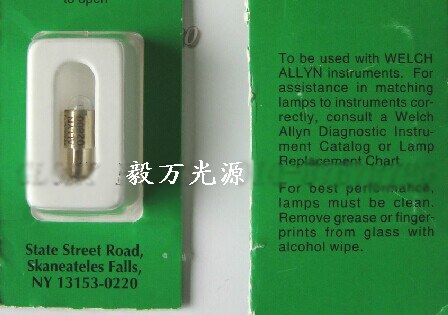 to open
State Street Road,
Skaneateles Falls,
NY 13153-0220
ALLYN
毅万光源
To be used with WELCH
ALLYN instruments. For
assistance in matching
lamps to instruments cor-
rectly, consult a Welch
Allyn Diagnostic Instru-
ment Catalog or Lamp
Replacement Chart.
For best performance,
lamps must be clean.
Remove grease or finger-
prints from glass with
alcohol wipe.